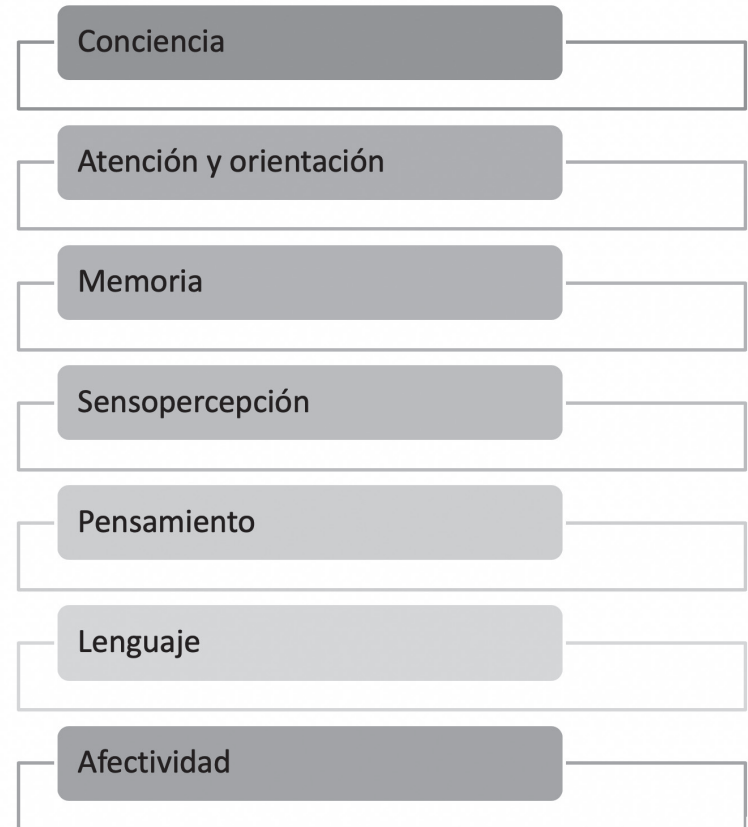 Conciencia
Atención y orientación
Memoria
Sensopercepción
Pensamiento
Lenguaje
Afectividad